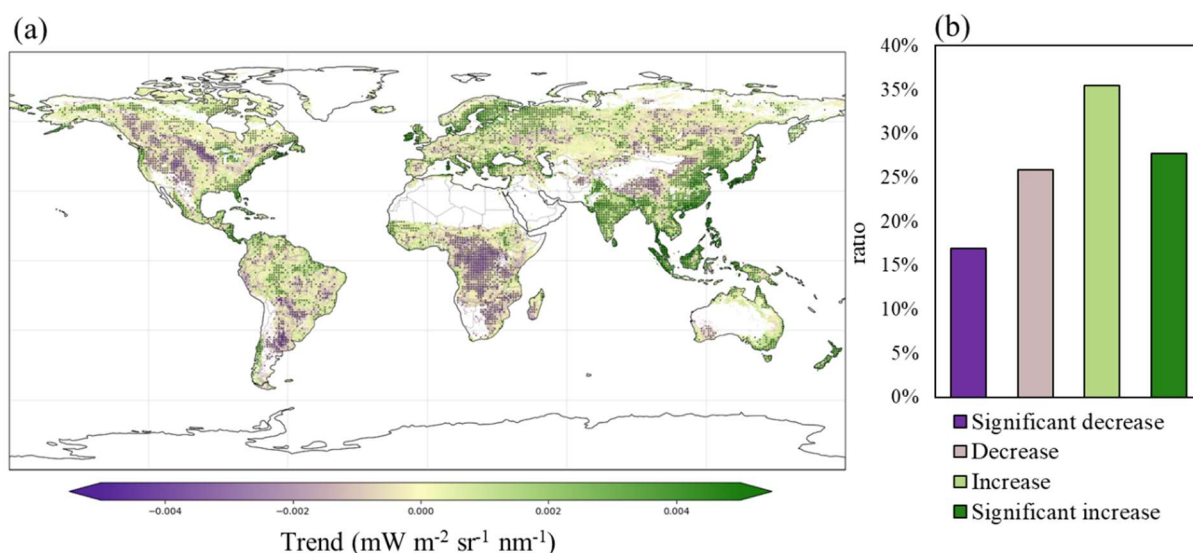 (a)
(b)
40%
35%
30%
25%
20%
15%
10%
5%
0%
ratio
−0.004
−0.002
0.000
0.002
0.004
Trend (mW m⁻² sr⁻¹ nm⁻¹)
Significant decrease
Decrease
Increase
Significant increase